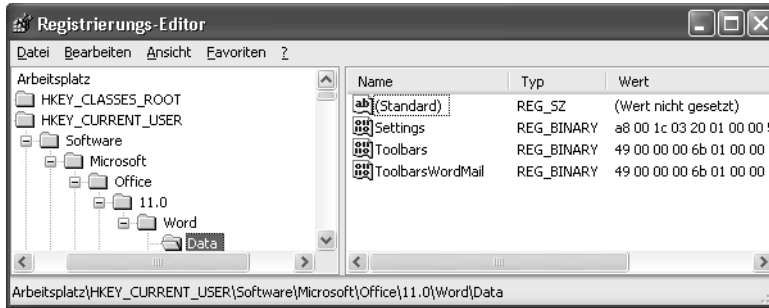 Registrierungs-Editor
Datei Bearbeiten Ansicht Favoriten ?
Arbeitsplatz
HKEY_CLASSES_ROOT
HKEY_CURRENT_USER
Software
Microsoft
Office
11.0
Word
Data
Name Typ Wert
(Standard) REG_SZ (Wert nicht gesetzt)
Settings REG_BINARY a8 00 1c 03 20 01 00 00
Toolbars REG_BINARY 49 00 00 00 6b 01 00 00
ToolbarsWordMail REG_BINARY 49 00 00 00 6b 01 00 00
Arbeitsplatz\HKEY_CURRENT_USER\Software\Microsoft\Office\11.0\Word\Data